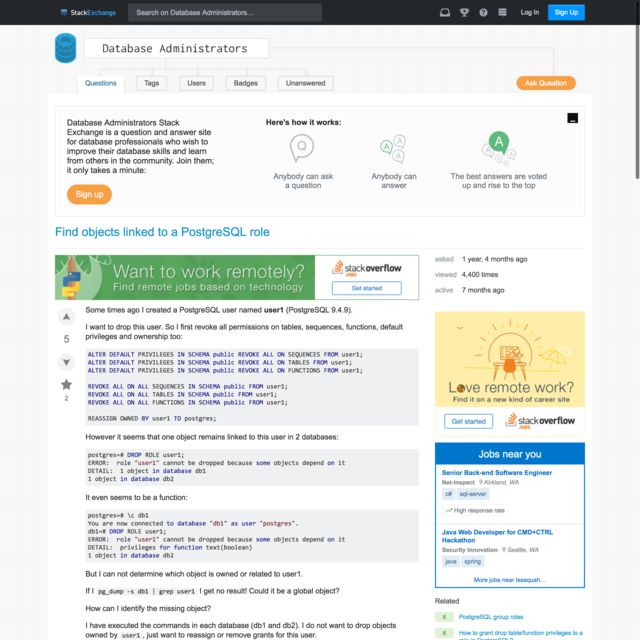 StackExchange
Search on Database Administrators...
Log In
Sign Up
Database Administrators
Questions
Tags
Users
Badges
Unanswered
Ask Question
Database Administrators Stack
Exchange is a question and answer site
for database professionals who wish to
improve their database skills and learn
from others in the community. Join them;
it only takes a minute:
Sign up
Here's how it works:
Q
A
A
Anybody can ask
a question
Anybody can
answer
The best answers are voted
up and rise to the top
Find objects linked to a PostgreSQL role
Want to work remotely?
Find remote jobs based on technology
stackoverflow
Get started
asked 1 year, 4 months ago
viewed 4,400 times
active 7 months ago
5
2
Some times ago I created a PostgreSQL user named user1 (PostgreSQL 9.4.9).
I want to drop this user. So I first revoke all permissions on tables, sequences, functions, default
privileges and ownership too:
ALTER DEFAULT PRIVILEGES IN SCHEMA public REVOKE ALL ON SEQUENCES FROM user1;
ALTER DEFAULT PRIVILEGES IN SCHEMA public REVOKE ALL ON TABLES FROM user1;
ALTER DEFAULT PRIVILEGES IN SCHEMA public REVOKE ALL ON FUNCTIONS FROM user1;
REVOKE ALL ON ALL SEQUENCES IN SCHEMA public FROM user1;
REVOKE ALL ON ALL TABLES IN SCHEMA public FROM user1;
REVOKE ALL ON ALL FUNCTIONS IN SCHEMA public FROM user1;
REASSIGN OWNED BY user1 TO postgres;
However it seems that one object remains linked to this user in 2 databases:
postgres=# DROP ROLE user1;
ERROR:  role "user1" cannot be dropped because some objects depend on it
DETAIL:  1 object in database db1
1 object in database db2
It even seems to be a function:
postgres=# \c db1
You are now connected to database "db1" as user "postgres".
db1=# DROP ROLE user1;
ERROR:  role "user1" cannot be dropped because some objects depend on it
DETAIL:  privileges for function text(boolean)
1 object in database db2
But I can not determine which object is owned or related to user1.
If I pg_dump -s db1 | grep user1 I get no result! Could it be a global object?
How can I identify the missing object?
I have executed the commands in each database (db1 and db2). I do not want to drop objects
owned by user1, just want to reassign or remove grants for this user.
Love remote work?
Find it on a new kind of career site
Get started
stackoverflow
Jobs near you
Senior Back-end Software Engineer
Net-Inspect Kirkland, WA
c# sql-server
High response rate
Java Web Developer for CMD+CTRL
Hackathon
Security Innovation Seattle, WA
java spring
More jobs near Issaquah...
Related
6 PostgreSQL group roles
6 How to grant drop table/function privileges to a
role in PostgreSQL?